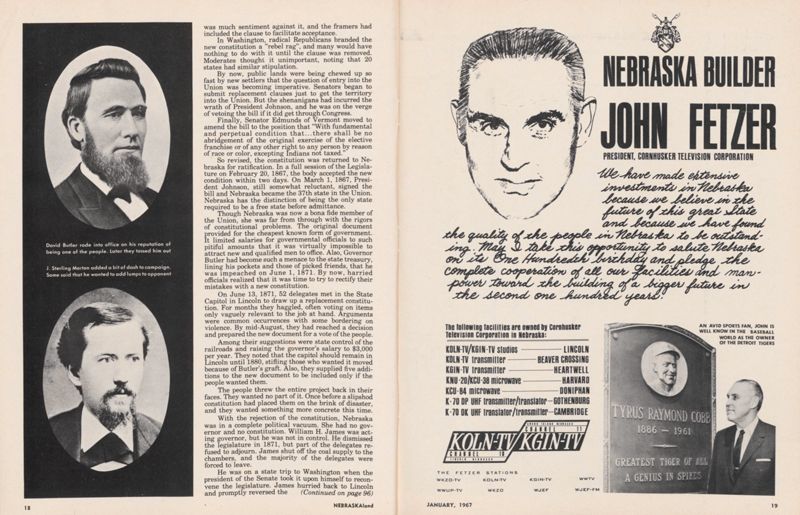 David Butler rode into office on his reputation of
being one of the people. Later they tossed him out
J. Sterling Morton added a bit of dash to campaign.
Some said that he wanted to add lumps to opponent
was much sentiment against it, and the framers had
included the clause to facilitate acceptance.
In Washington, radical Republicans branded the
new constitution a "rebel rag", and many would have
nothing to do with it until the clause was removed.
Moderates thought it unimportant, noting that 20
states had similar stipulation.
By now, public lands were being chewed up so
fast by new settlers that the question of entry into the
Union was becoming imperative. Senators began to
submit replacement clauses just to get the territory
into the Union. But the shenanigans had incurred the
wrath of President Johnson, and he was on the verge
of vetoing the bill if it did get through Congress.
Finally, Senator Edmunds of Vermont moved to
amend the bill to the position that "With fundamental
and perpetual condition that...there shall be no
abridgement of the original exercise of the elective
franchise or of any other right to any person by reason
of race or color, excepting Indians not taxed."
So revised, the constitution was returned to Ne-
braska for ratification. In a full session of the Legisla-
ture on February 20, 1867, the body accepted the new
condition within two days. On March 1, 1867, Presi-
dent Johnson, still somewhat reluctant, signed the
bill and Nebraska became the 37th state in the Union.
Nebraska has the distinction of being the only state
required to be a free state before admittance.
Though Nebraska was now a bona fide member of
the Union, she was far from through with the rigors
of constitutional problems. The original document
provided for the cheapest known form of government.
It limited salaries for governmental officials to such
pitiful amounts that it was virtually impossible to
attract new and qualified men to office. Also, Governor
Butler had become such a menace to the state treasury,
lining his pockets and those of picked friends, that he
was impeached on June 1, 1871. By now, harried
officials realized that it was time to try to rectify their
mistakes with a new constitution.
On June 13, 1871, 52 delegates met in the State
Capitol in Lincoln to draw up a replacement constitu-
tion. For months they haggled, often voting on items
only vaguely relevant to the job at hand. Arguments
were common occurrences with some bordering on
violence. By mid-August, they had reached a decision
and prepared the new document for a vote of the people.
Among their suggestions were state control of the
railroads and raising the governor's salary to $3,000
per year. They noted that the capitol should remain in
Lincoln until 1880, stifling those who wanted it moved
because of Butler's graft. Also, they supplied five addi-
tions to the new document to be included only if the
people wanted them.
The people threw the entire project back in their
faces. They wanted no part of it. Once before a slipshod
constitution had placed them on the brink of disaster,
and they wanted something more concrete this time.
With the rejection of the constitution, Nebraska
was in a complete political vacuum. She had no gov-
ernor and no constitution. William H. James was act-
ing governor, but he was not in control. He dismissed
the legislature in 1871, but part of the delegates re-
fused to adjourn. James shut off the coal supply to the
chambers, and the majority of the delegates were
forced to leave.
He was on a state trip to Washington when the
president of the Senate took it upon himself to recon-
vene the legislature. James hurried back to Lincoln
and promptly reversed the (Continued on page 96)
18
NEBRASKAland
NEBRASKA BUILDER
JOHN FETZER
PRESIDENT, CORNHUSKER TELEVISION CORPORATION
We have made extensive
investments in Nebraska
because we believe in the
future of this great state
and because we have found
the quality of the people in Nebraska to be outstand-
ing. May I take this opportunity to salute Nebraska
on its One Hundredth birthday and pledge the
complete cooperation of all our facilities and man-
power toward the building of a bigger future in
the second one hundred years.
The following facilities are owned by Cornhusker
Television Corporation in Nebraska:
KOLN-TV/KGIN-TV studios LINCOLN
KOLN-TV transmitter BEAVER CROSSING
KGIN-TV transmitter HEARTWELL
KNU-20/KCU-38 microwave HARVARD
KCU-84 microwave DONIPHAN
K-70 DF UHF transmitter/translator GOTHENBURG
K-70 DK UHF translator/transmitter CAMBRIDGE
KOLN-TV/KGIN-TV
CHANNEL 10
CHANNEL 11
THE FETZER STATIONS
WKZO-TV KOLN-TV KGIN-TV WWTV
WWUP-TV WKZO WJEF WJEF-FM
AN AVID SPORTS FAN, JOHN IS
WELL KNOW IN THE BASEBALL
WORLD AS THE OWNER
OF THE DETROIT TIGERS
TYRUS RAYMOND COBB
1886 – 1961
GREATEST TIGER OF ALL
A GENIUS IN SPIKES
JANUARY, 1967
19